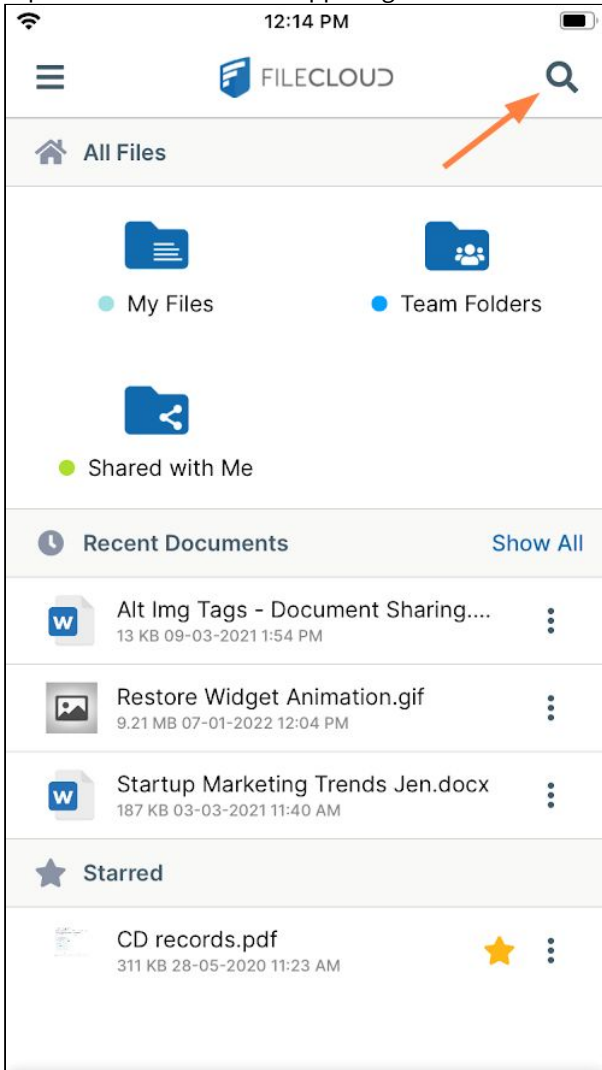 12:14 PM
FILECLOUD
All Files
My Files
Team Folders
Shared with Me
Recent Documents
Show All
Alt Img Tags - Document Sharing....
13 KB 09-03-2021 1:54 PM
Restore Widget Animation.gif
9.21 MB 07-01-2022 12:04 PM
Startup Marketing Trends Jen.docx
187 KB 03-03-2021 11:40 AM
Starred
CD records.pdf
311 KB 28-05-2020 11:23 AM